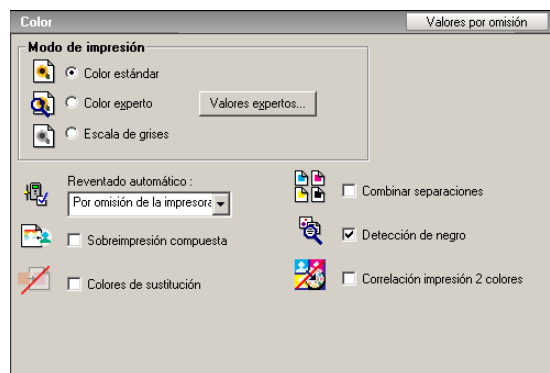 Color
Valores por omisión
Modo de impresión
Color estándar
Color experto
Valores expertos...
Escala de grises
Reventado automático :
Por omisión de la impresora
Combinar separaciones
Detección de negro
Sobreimpresión compuesta
Colores de sustitución
Correlación impresión 2 colores